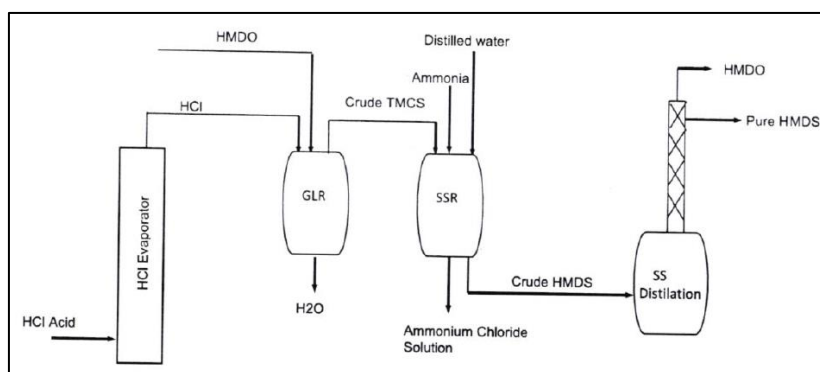 HMDO
Distilled water
Ammonia
HMDO
HCl
Crude TMCS
Pure HMDS
HCl Evaporator
GLR
SSR
SS
Distilation
Crude HMDS
H2O
HCl Acid
Ammonium Chloride
Solution